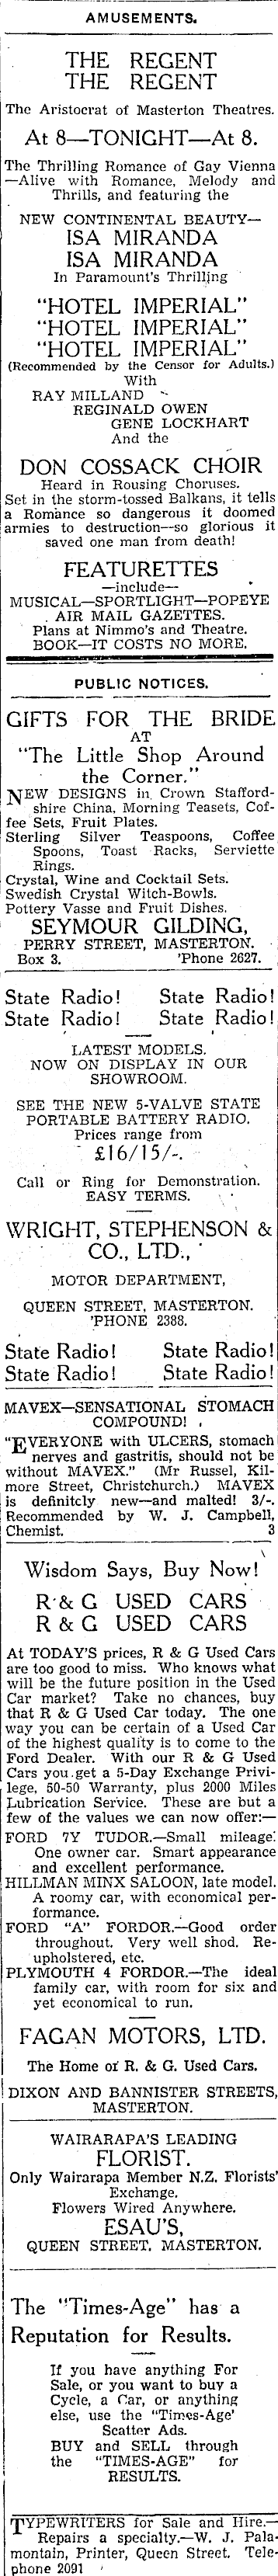 AMUSEMENTS.
THE REGENT
THE REGENT
The Aristocrat of Masterton Theatres.
At 8—TONIGHT—At 8.
The Thrilling Romance of Gay Vienna
—Alive with Romance, Melody and
Thrills, and featuring the
NEW CONTINENTAL BEAUTY—
ISA MIRANDA
ISA MIRANDA
In Paramount's Thrilling
"HOTEL IMPERIAL"
"HOTEL IMPERIAL"
"HOTEL IMPERIAL"
(Recommended by the Censor for Adults.)
With
RAY MILLAND
REGINALD OWEN
GENE LOCKHART
And the
DON COSSACK CHOIR
Heard in Rousing Choruses.
Set in the storm-tossed Balkans, it tells
a Romance so dangerous it doomed
armies to destruction—so glorious it
saved one man from death!
FEATURETTES
—include—
MUSICAL—SPORTLIGHT—POPEYE
AIR MAIL GAZETTES.
Plans at Nimmo's and Theatre.
BOOK—IT COSTS NO MORE.
PUBLIC NOTICES.
GIFTS FOR THE BRIDE
AT
"The Little Shop Around
the Corner."
NEW DESIGNS in Crown Stafford-
shire China, Morning Teasets, Cof-
fee Sets, Fruit Plates.
Sterling Silver Teaspoons, Coffee
Spoons, Toast Racks, Serviette
Rings.
Crystal, Wine and Cocktail Sets.
Swedish Crystal Witch-Bowls.
Pottery Vasse and Fruit Dishes.
SEYMOUR GILDING,
PERRY STREET, MASTERTON.
Box 3. 'Phone 2627.
State Radio! State Radio!
State Radio! State Radio!
LATEST MODELS.
NOW ON DISPLAY IN OUR
SHOWROOM.
SEE THE NEW 5-VALVE STATE
PORTABLE BATTERY RADIO.
Prices range from
£16/15/-.
Call or Ring for Demonstration.
EASY TERMS.
WRIGHT, STEPHENSON &
CO., LTD.,
MOTOR DEPARTMENT,
QUEEN STREET, MASTERTON.
'PHONE 2388.
State Radio! State Radio!
State Radio! State Radio!
MAVEX—SENSATIONAL STOMACH
COMPOUND!
"EVERYONE with ULCERS, stomach
nerves and gastritis, should not be
without MAVEX." (Mr Russel, Kil-
more Street, Christchurch.) MAVEX
is definitely new—and malted! 3/-.
Recommended by W. J. Campbell,
Chemist. 3
Wisdom Says, Buy Now!
R & G USED CARS
R & G USED CARS
At TODAY'S prices, R & G Used Cars
are too good to miss. Who knows what
will be the future position in the Used
Car market? Take no chances, buy
that R & G Used Car today. The one
way you can be certain of a Used Car
of the highest quality is to come to the
Ford Dealer. With our R & G Used
Cars you get a 5-Day Exchange Privi-
lege, 50-50 Warranty, plus 2000 Miles
Lubrication Service. These are but a
few of the values we can now offer:—
FORD 7Y TUDOR.—Small mileage.
One owner car. Smart appearance
and excellent performance.
HILLMAN MINX SALOON, late model.
A roomy car, with economical per-
formance.
FORD "A" FORDOR.—Good order
throughout. Very well shod. Re-
upholstered, etc.
PLYMOUTH 4 FORDOR.—The ideal
family car, with room for six and
yet economical to run.
FAGAN MOTORS, LTD.
The Home of R. & G. Used Cars.
DIXON AND BANNISTER STREETS,
MASTERTON.
WAIRARAPA'S LEADING
FLORIST.
Only Wairarapa Member N.Z. Florists'
Exchange.
Flowers Wired Anywhere.
ESAU'S,
QUEEN STREET. MASTERTON.
The "Times-Age" has a
Reputation for Results.
If you have anything For
Sale, or you want to buy a
Cycle, a Car, or anything
else, use the "Times-Age'
Scatter Ads.
BUY and SELL through
the "TIMES-AGE" for
RESULTS.
TYPEWRITERS for Sale and Hire.—
Repairs a specialty.—W. J. Pala-
montain, Printer, Queen Street. Tele-
phone 2091